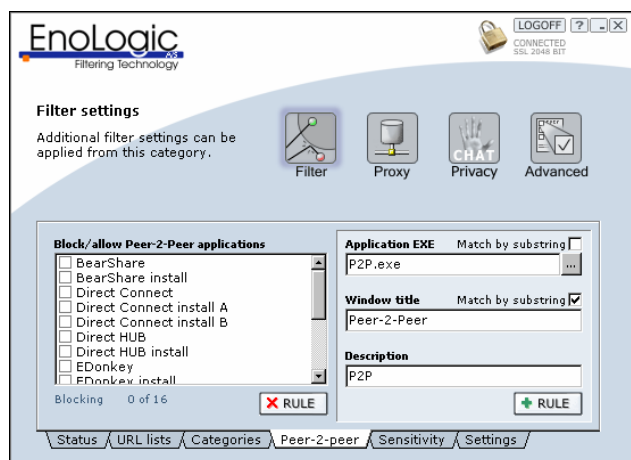 EnoLogic AS
Filtering Technology
LOGOFF ? - X
CONNECTED
SSL 2048 BIT
Filter settings
Additional filter settings can be
applied from this category.
CHAT
Filter Proxy Privacy Advanced
Block/allow Peer-2-Peer applications
BearShare
BearShare install
Direct Connect
Direct Connect install A
Direct Connect install B
Direct HUB
Direct HUB install
EDonkey
EDonkey install
Blocking 0 of 16
RULE
Application EXE Match by substring
P2P.exe ...
Window title Match by substring
Peer-2-Peer
Description
P2P
RULE
Status URL lists Categories Peer-2-peer Sensitivity Settings